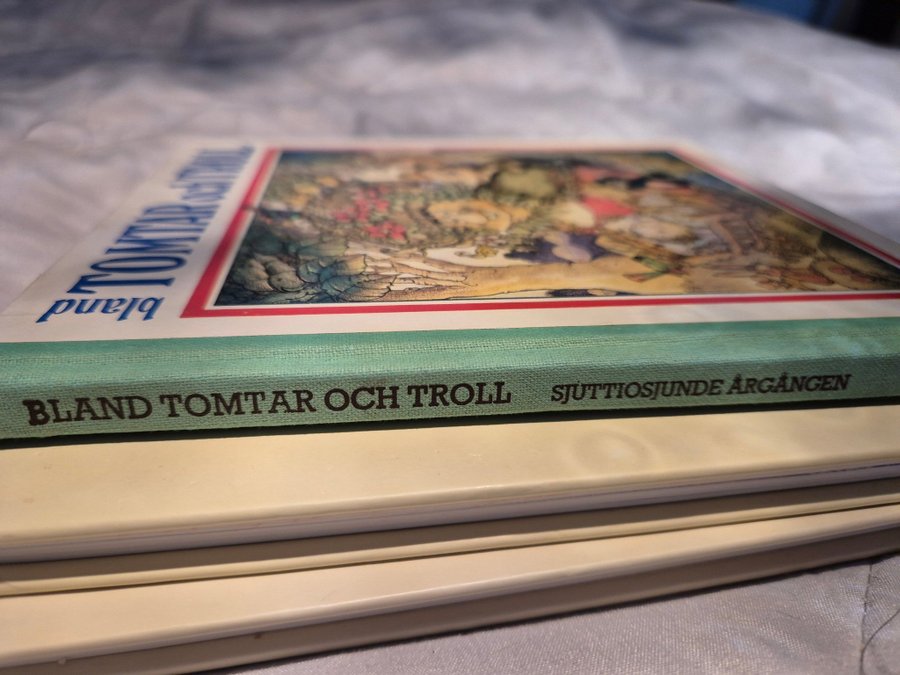 bland
TOMTAR och TROLL
BLAND TOMTAR OCH TROLL SJUTTIOSJUNDE ÅRGÅNGEN